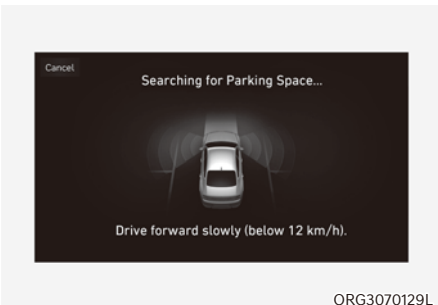 Cancel
Searching for Parking Space...
Drive forward slowly (below 12 km/h).
ORG3070129L